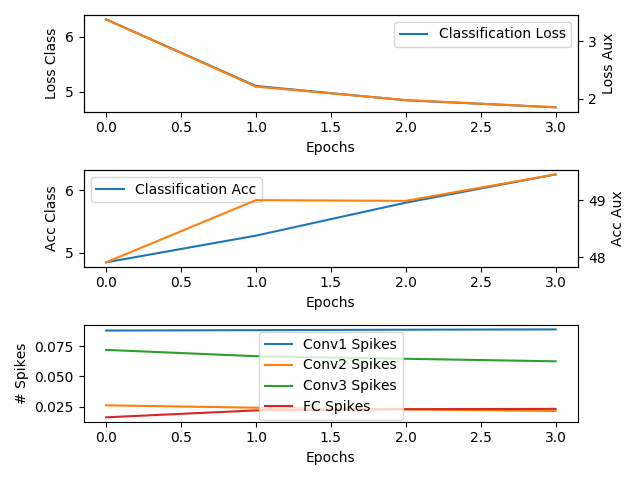 Loss Class
6
5
Classification Loss
3
2
Loss Aux
0.0 0.5 1.0 1.5 2.0 2.5 3.0
Epochs
Acc Class
6
5
Classification Acc
49
48
Acc Aux
0.0 0.5 1.0 1.5 2.0 2.5 3.0
Epochs
# Spikes
0.075
0.050
0.025
Conv1 Spikes
Conv2 Spikes
Conv3 Spikes
FC Spikes
0.0 0.5 1.0 1.5 2.0 2.5 3.0
Epochs